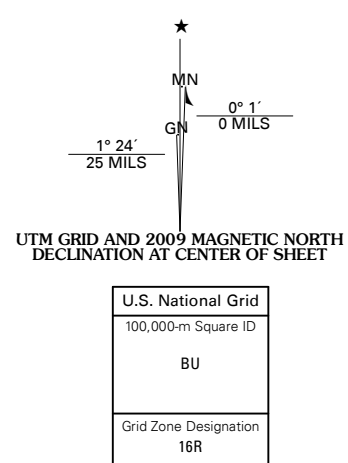 ★
MN
0° 1´
0 MILS
GN
1° 24´
25 MILS
UTM GRID AND 2009 MAGNETIC NORTH
DECLINATION AT CENTER OF SHEET
U.S. National Grid
100,000-m Square ID
BU
Grid Zone Designation
16R